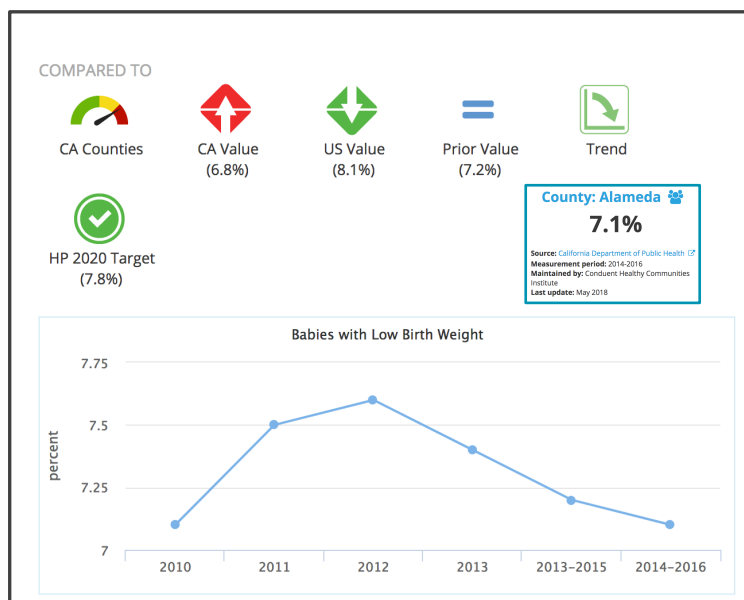 COMPARED TO
CA Counties
CA Value
(6.8%)
US Value
(8.1%)
Prior Value
(7.2%)
Trend
HP 2020 Target
(7.8%)
County: Alameda
7.1%
Source: California Department of Public Health
Measurement period: 2014-2016
Maintained by: Conduent Healthy Communities
Institute
Last update: May 2018
Babies with Low Birth Weight
percent
7.75
7.5
7.25
7
2010 2011 2012 2013 2013-2015 2014-2016